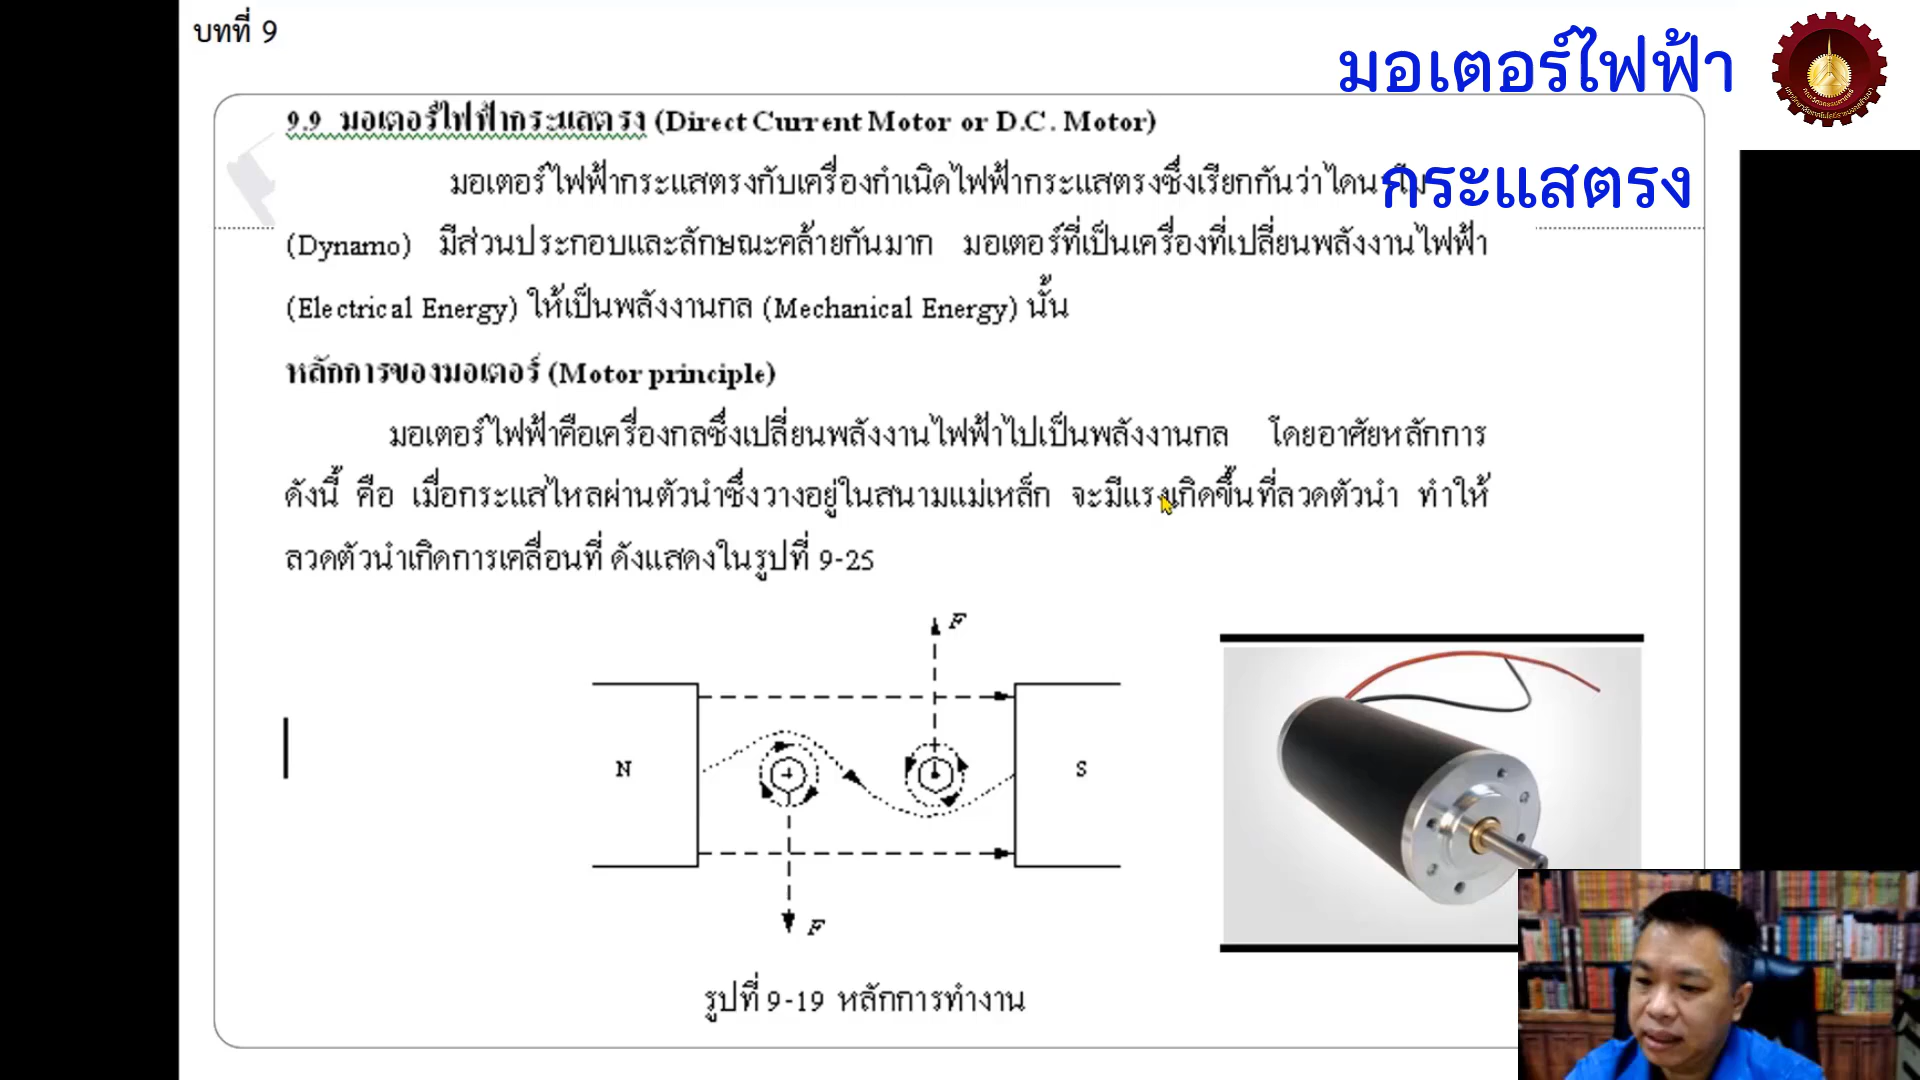 บทที่ 9
มอเตอร์ไฟฟ้า
กระแสตรง
9.9 มอเตอร์ไฟฟ้ากระแสตรง (Direct Current Motor or D.C. Motor)
มอเตอร์ไฟฟ้ากระแสตรงกับเครื่องกำเนิดไฟฟ้ากระแสตรงซึ่งเรียกกันว่า
(Dynamo) มีส่วนประกอบและลักษณะคล้ายกันมาก มอเตอร์ที่เป็นเครื่องที่เปลี่ยนพลังงานไฟฟ้า
(Electrical Energy) ให้เป็นพลังงานกล (Mechanical Energy) นั้น
หลักการของมอเตอร์ (Motor principle)
มอเตอร์ไฟฟ้าคือเครื่องกลซึ่งเปลี่ยนพลังงานไฟฟ้าไปเป็นพลังงานกล โดยอาศัยหลักการ
ดังนี้ คือ เมื่อกระแสไหลผ่านตัวนำซึ่งวางอยู่ในสนามแม่เหล็ก จะมีแรงเกิดขึ้นที่ลวดตัวนำ ทำให้
ลวดตัวนำเกิดการเคลื่อนที่ ดังแสดงในรูปที่ 9-25
F
N
S
F
รูปที่ 9-19 หลักการทำงาน